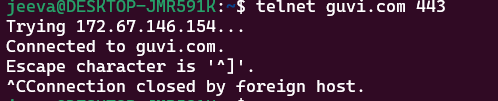 jeeva@DESKTOP-JMR591K:~$ telnet guvi.com 443
Trying 172.67.146.154...
Connected to guvi.com.
Escape character is '^]'.
^CConnection closed by foreign host.